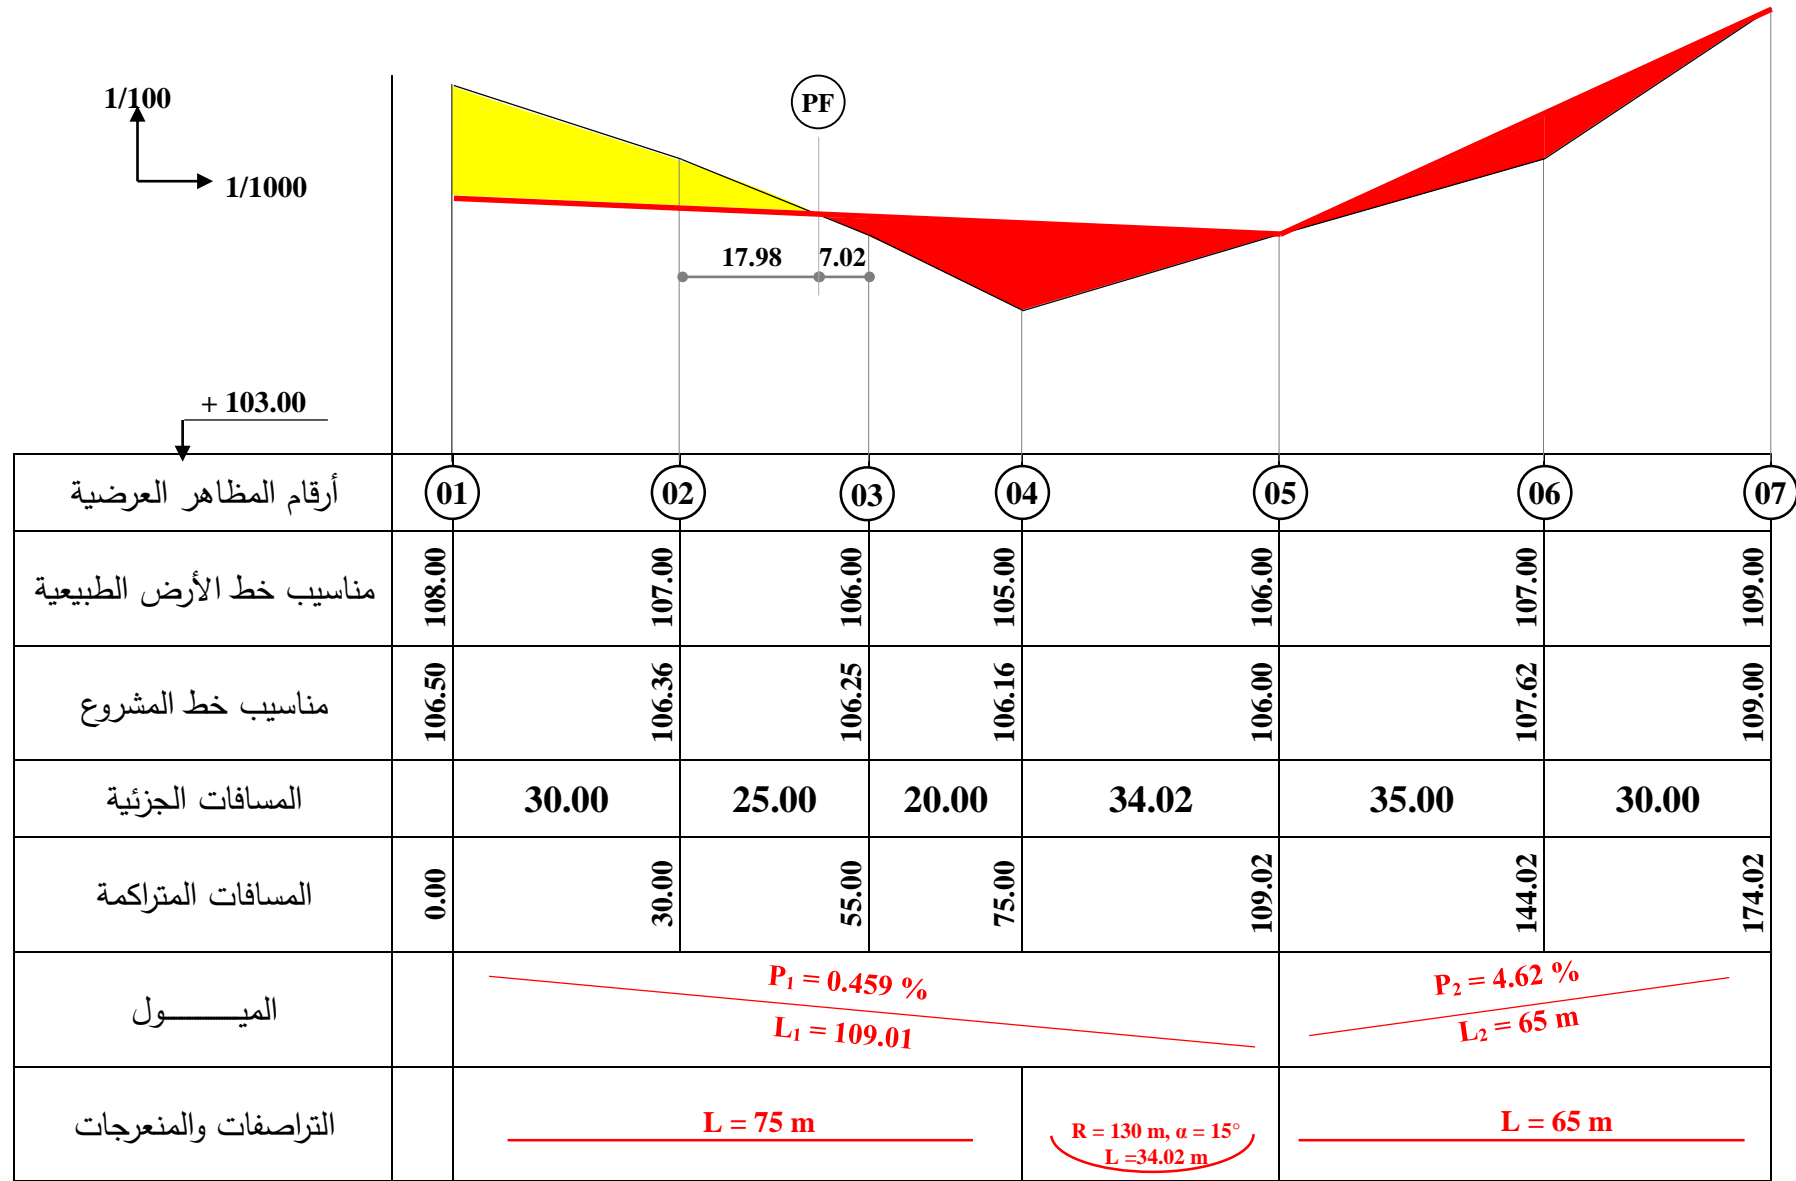 1/100
1/1000
PF
17.98
7.02
+ 103.00
أرقام المظاهر العرضية
01 02 03 04 05 06 07
مناسيب خط الأرض الطبيعية
108.00 107.00 106.00 105.00 106.00 107.00 109.00
مناسيب خط المشروع
106.50 106.36 106.25 106.16 106.00 107.62 109.00
المسافات الجزئية
30.00 25.00 20.00 34.02 35.00 30.00
المسافات المتراكمة
0.00 30.00 55.00 75.00 109.02 144.02 174.02
الميـــــــول
P₁ = 0.459 %
L₁ = 109.01
P₂ = 4.62 %
L₂ = 65 m
التراصفات والمنعرجات
L = 75 m
R = 130 m, α = 15°
L =34.02 m
L = 65 m